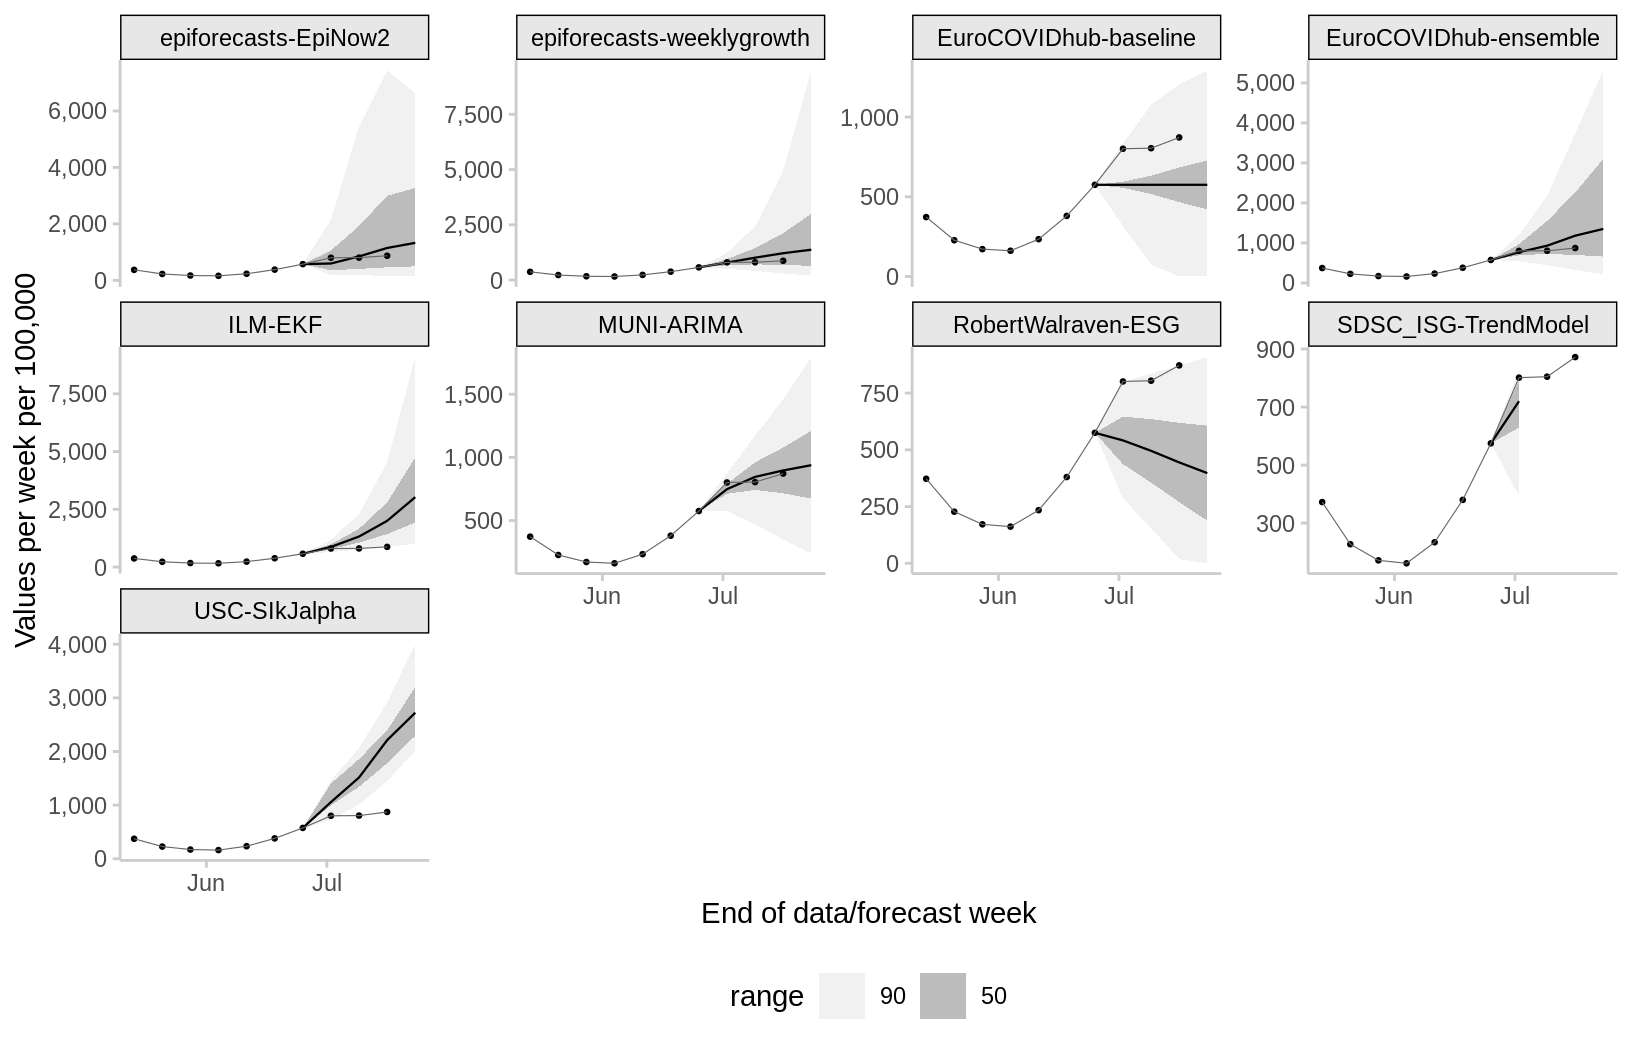 epiforecasts-EpiNow2
epiforecasts-weeklygrowth
EuroCOVIDhub-baseline
EuroCOVIDhub-ensemble
6,000
4,000
2,000
0
7,500
5,000
2,500
0
1,000
500
0
5,000
4,000
3,000
2,000
1,000
0
ILM-EKF
MUNI-ARIMA
RobertWalraven-ESG
SDSC_ISG-TrendModel
7,500
5,000
2,500
0
1,500
1,000
500
Jun
Jul
750
500
250
0
Jun
Jul
900
700
500
300
Jun
Jul
USC-SIkJalpha
4,000
3,000
2,000
1,000
0
Jun
Jul
Values per week per 100,000
End of data/forecast week
range 90 50